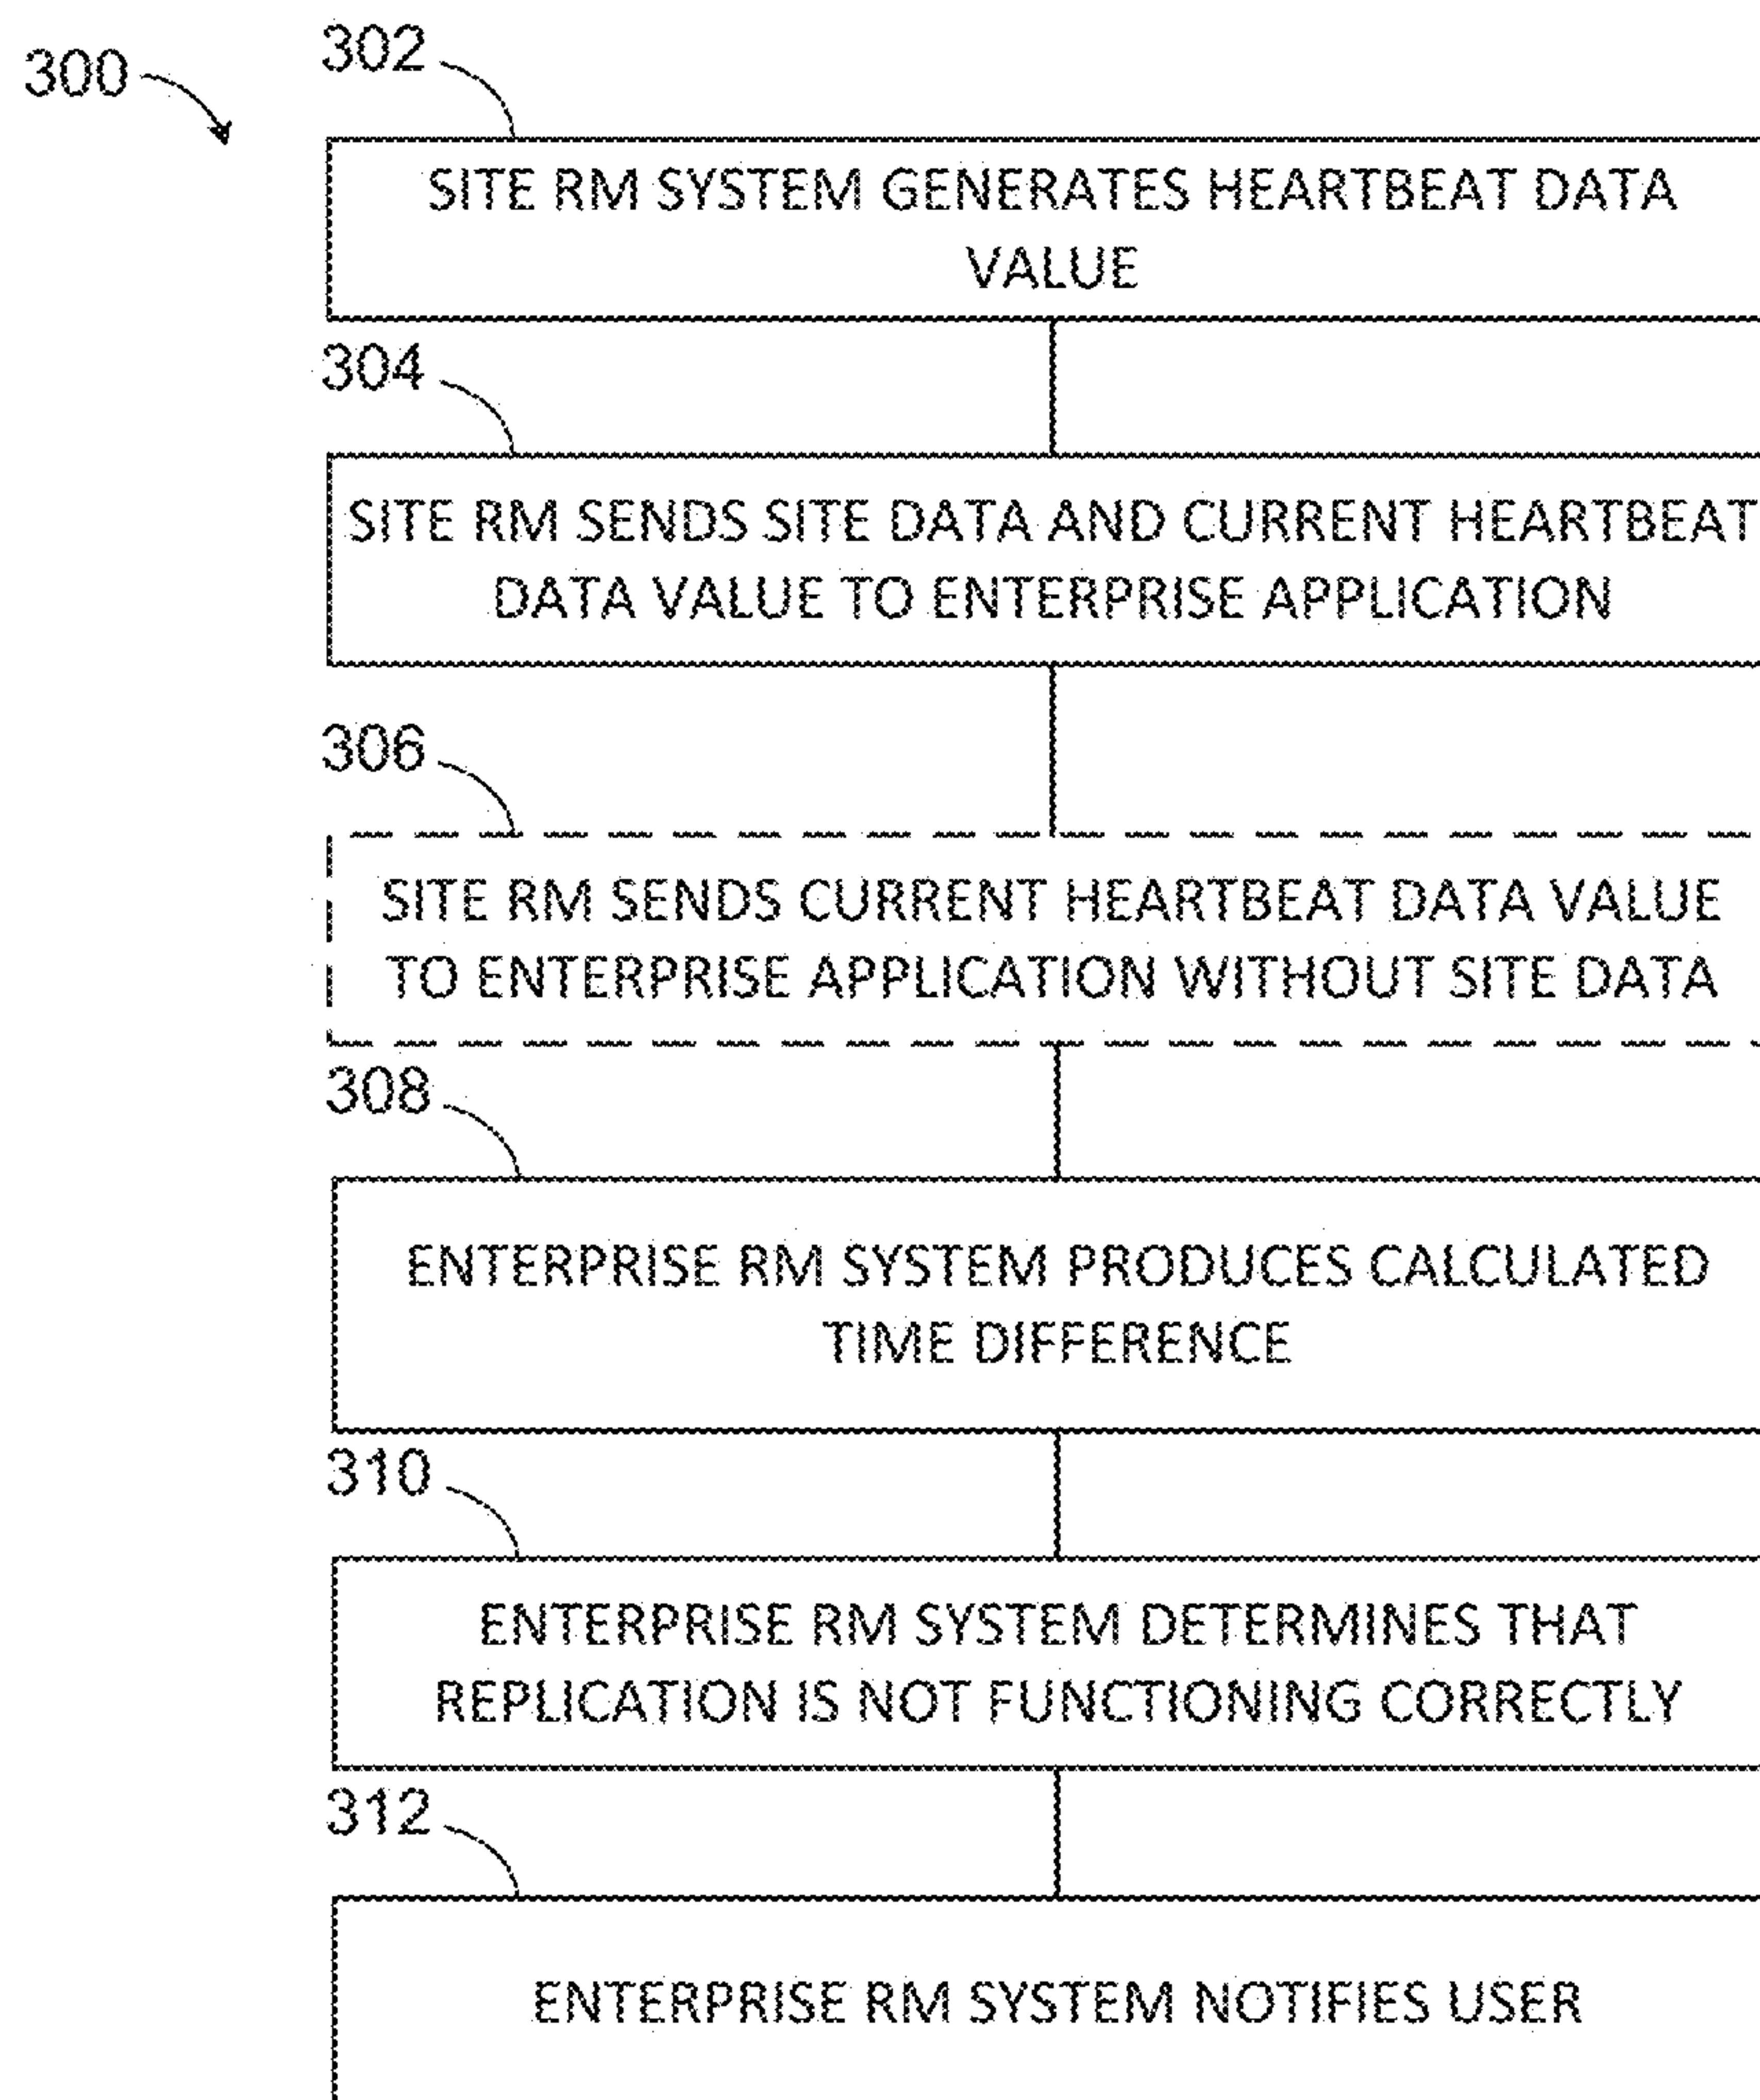 300
302
SITE RM SYSTEM GENERATES HEARTBEAT DATA
VALUE
304
SITE RM SENDS SITE DATA AND CURRENT HEARTBEAT
DATA VALUE TO ENTERPRISE APPLICATION
306
SITE RM SENDS CURRENT HEARTBEAT DATA VALUE
TO ENTERPRISE APPLICATION WITHOUT SITE DATA
308
ENTERPRISE RM SYSTEM PRODUCES CALCULATED
TIME DIFFERENCE
310
ENTERPRISE RM SYSTEM DETERMINES THAT
REPLICATION IS NOT FUNCTIONING CORRECTLY
312
ENTERPRISE RM SYSTEM NOTIFIES USER